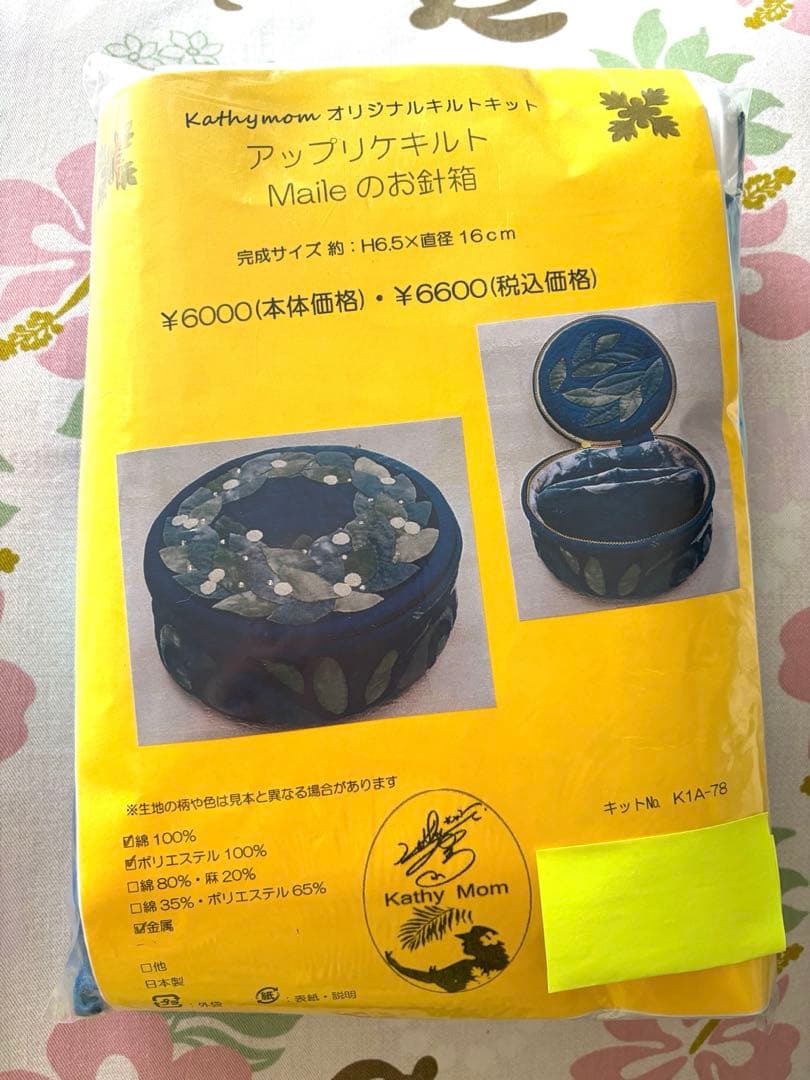 Kathymom オリジナルキルトキット
アップリケキルト
Maile のお針箱
完成サイズ 約：H6.5×直径 16cm
￥6000(本体価格)・￥6600(税込価格)
※生地の柄や色は見本と異なる場合があります
キットNo. K1A-78
☑綿 100%
☑ポリエステル 100%
□綿 80%・麻 20%
□綿 35%・ポリエステル 65%
☑金属
□他
日本製
プラ：外袋
紙：表紙・説明
Kathy Mom